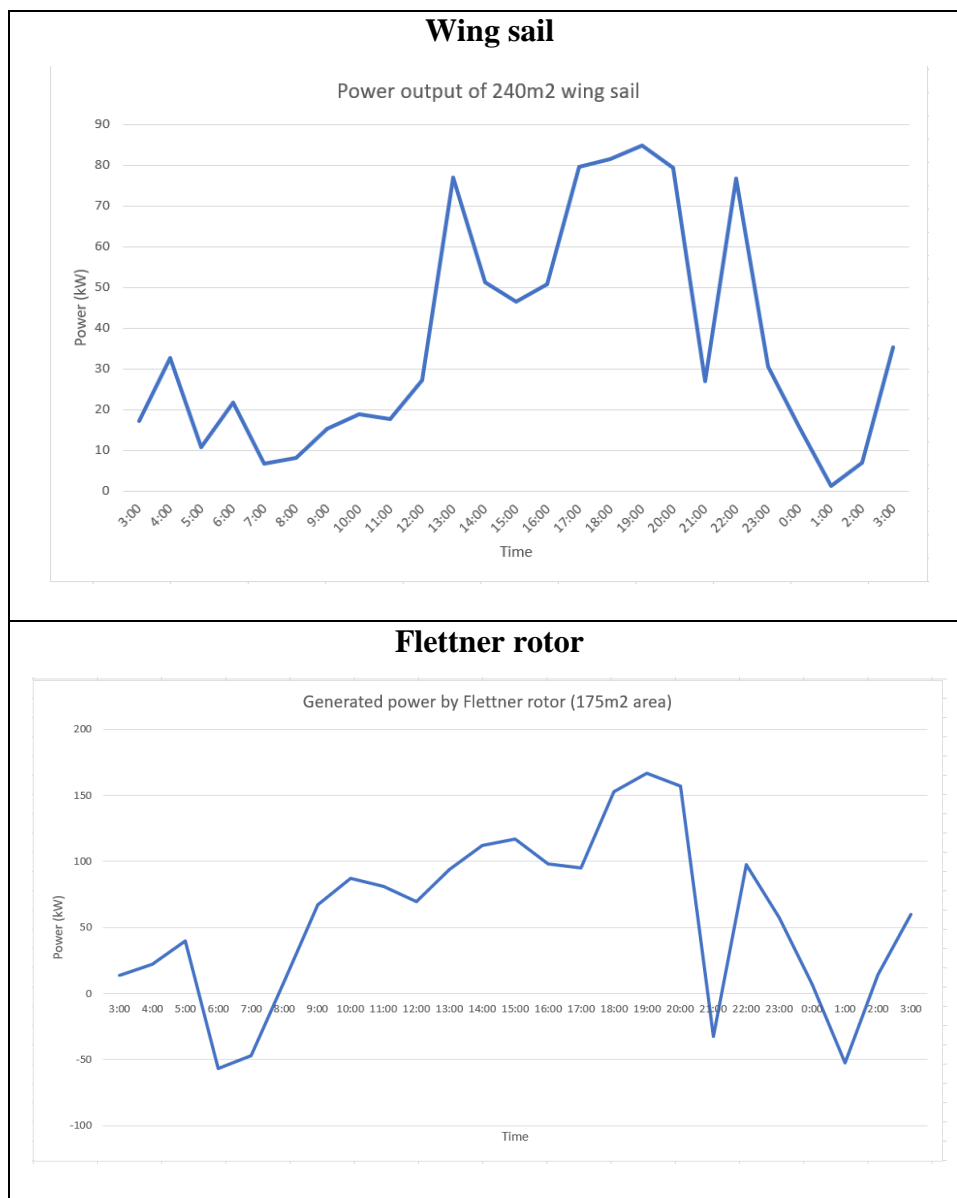 Wing sail
Power output of 240m2 wing sail
90
80
70
60
50
40
30
20
10
0
Power (kW)
3:00 4:00 5:00 6:00 7:00 8:00 9:00 10:00 11:00 12:00 13:00 14:00 15:00 16:00 17:00 18:00 19:00 20:00 21:00 22:00 23:00 0:00 1:00 2:00 3:00
Time
Flettner rotor
Generated power by Flettner rotor (175m2 area)
200
150
100
50
0
-50
-100
Power (kW)
3:00 4:00 5:00 6:00 7:00 8:00 9:00 10:00 11:00 12:00 13:00 14:00 15:00 16:00 17:00 18:00 19:00 20:00 21:00 22:00 23:00 0:00 1:00 2:00 3:00
Time